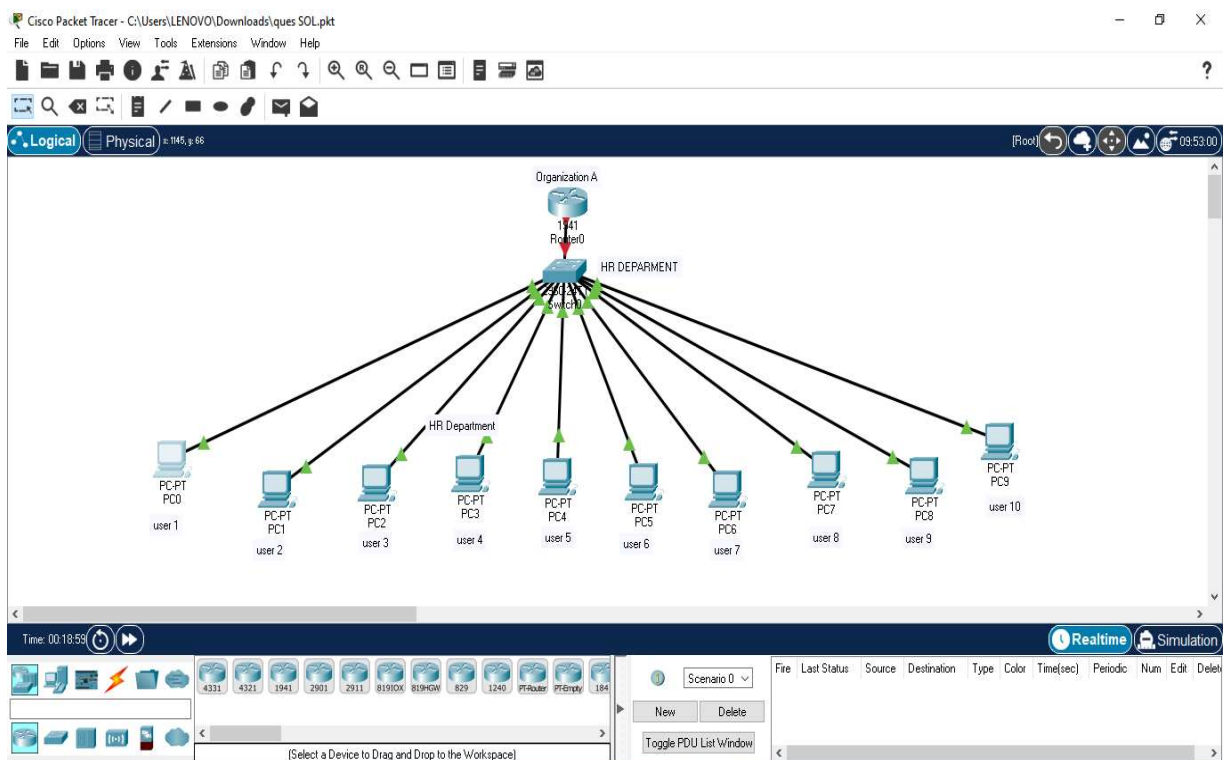 Cisco Packet Tracer - C:\Users\LENOVO\Downloads\ques SOL.pkt
File Edit Options View Tools Extensions Window Help
?
Logical Physical x: 1145, y: 66 [Root] 09:53:00
Organization A
1941
Router0
HR DEPARMENT
Switch0
HR Department
PC-PT
PC0
user 1
PC-PT
PC1
user 2
PC-PT
PC2
user 3
PC-PT
PC3
user 4
PC-PT
PC4
user 5
PC-PT
PC5
user 6
PC-PT
PC6
user 7
PC-PT
PC7
user 8
PC-PT
PC8
user 9
PC-PT
PC9
user 10
Time: 00:18:59 Realtime Simulation
4331 4321 1941 2901 2911 819IOX 819HGW 829 1240 PT-Router PT-Empty 184
(Select a Device to Drag and Drop to the Workspace)
Scenario 0
New Delete
Toggle PDU List Window
Fire Last Status Source Destination Type Color Time(sec) Periodic Num Edit Delete